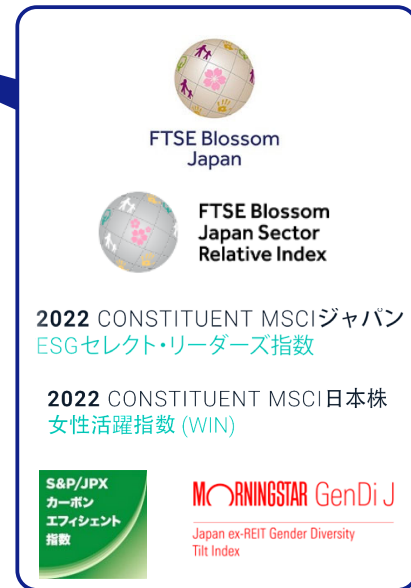 FTSE Blossom
Japan
FTSE Blossom
Japan Sector
Relative Index
2022 CONSTITUENT MSCIジャパン
ESGセレクト・リーダーズ指数
2022 CONSTITUENT MSCI日本株
女性活躍指数 (WIN)
S&P/JPX
カーボン
エフィシェント
指数
MORNINGSTAR GenDi J
Japan ex-REIT Gender Diversity
Tilt Index